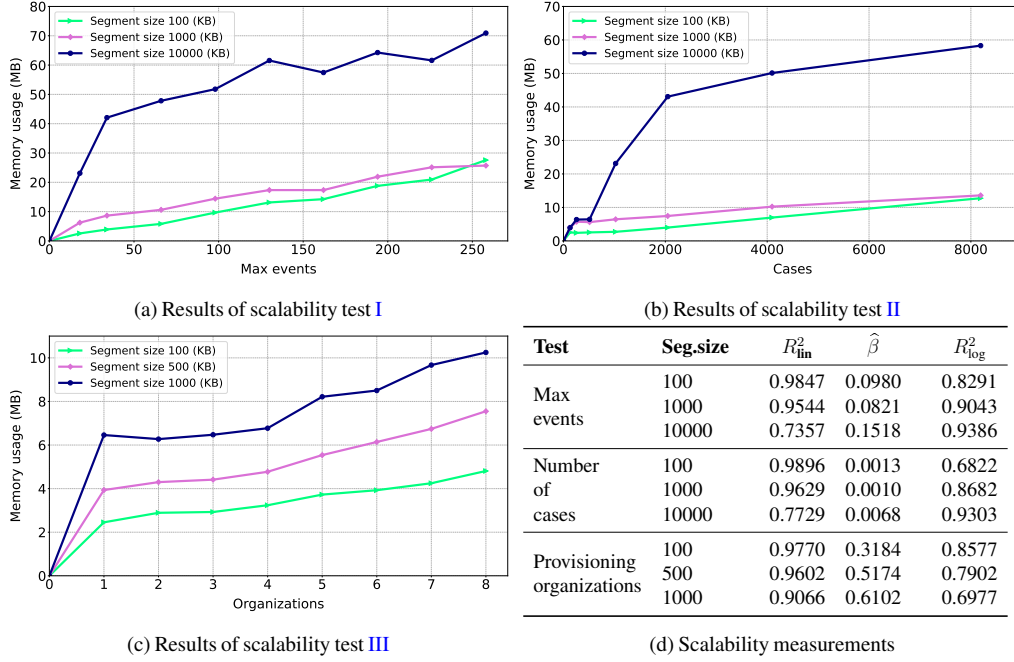 Memory usage (MB)
80
70
60
50
40
30
20
10
0
Segment size 100 (KB)
Segment size 1000 (KB)
Segment size 10000 (KB)
0 50 100 150 200 250
Max events
(a) Results of scalability test I
Memory usage (MB)
70
60
50
40
30
20
10
0
Segment size 100 (KB)
Segment size 1000 (KB)
Segment size 10000 (KB)
0 2000 4000 6000 8000
Cases
(b) Results of scalability test II
Memory usage (MB)
10
8
6
4
2
0
Segment size 100 (KB)
Segment size 500 (KB)
Segment size 1000 (KB)
0 1 2 3 4 5 6 7 8
Organizations
(c) Results of scalability test III
Test Seg.size R²lin β̂ R²log
Max events
100 0.9847 0.0980 0.8291
1000 0.9544 0.0821 0.9043
10000 0.7357 0.1518 0.9386
Number of cases
100 0.9896 0.0013 0.6822
1000 0.9629 0.0010 0.8682
10000 0.7729 0.0068 0.9303
Provisioning organizations
100 0.9770 0.3184 0.8577
500 0.9602 0.5174 0.7902
1000 0.9066 0.6102 0.6977
(d) Scalability measurements